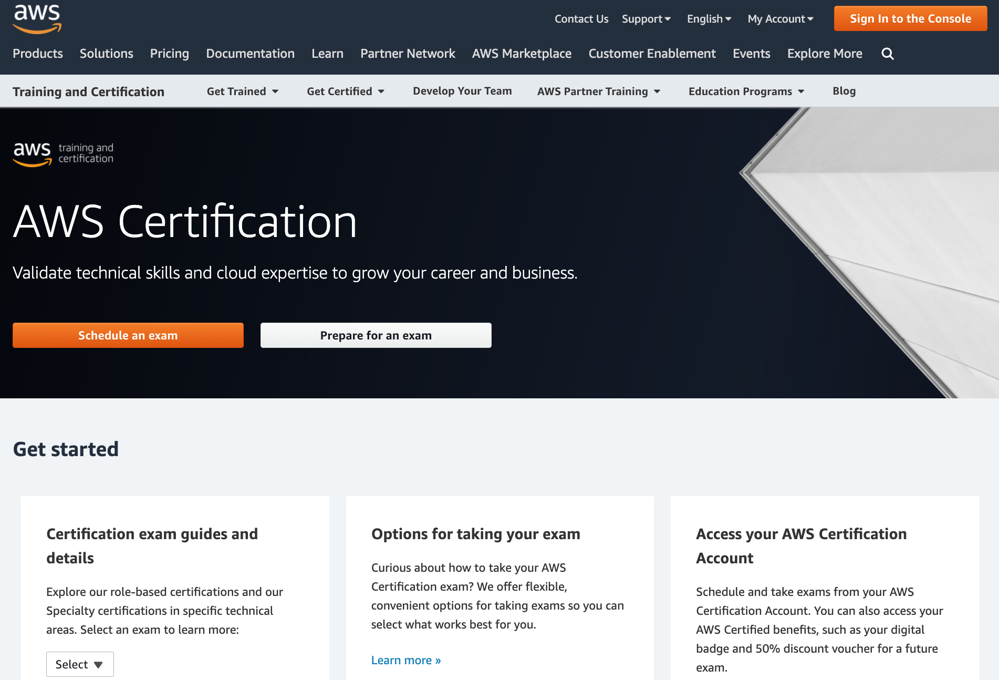 aws
Contact Us Support English My Account Sign In to the Console
Products Solutions Pricing Documentation Learn Partner Network AWS Marketplace Customer Enablement Events Explore More
Training and Certification Get Trained Get Certified Develop Your Team AWS Partner Training Education Programs Blog
aws training and
certification
AWS Certification
Validate technical skills and cloud expertise to grow your career and business.
Schedule an exam Prepare for an exam
Get started
Certification exam guides and
details
Explore our role-based certifications and our
Specialty certifications in specific technical
areas. Select an exam to learn more:
Select
Options for taking your exam
Curious about how to take your AWS
Certification exam? We offer flexible,
convenient options for taking exams so you can
select what works best for you.
Learn more »
Access your AWS Certification
Account
Schedule and take exams from your AWS
Certification Account. You can also access your
AWS Certified benefits, such as your digital
badge and 50% discount voucher for a future
exam.